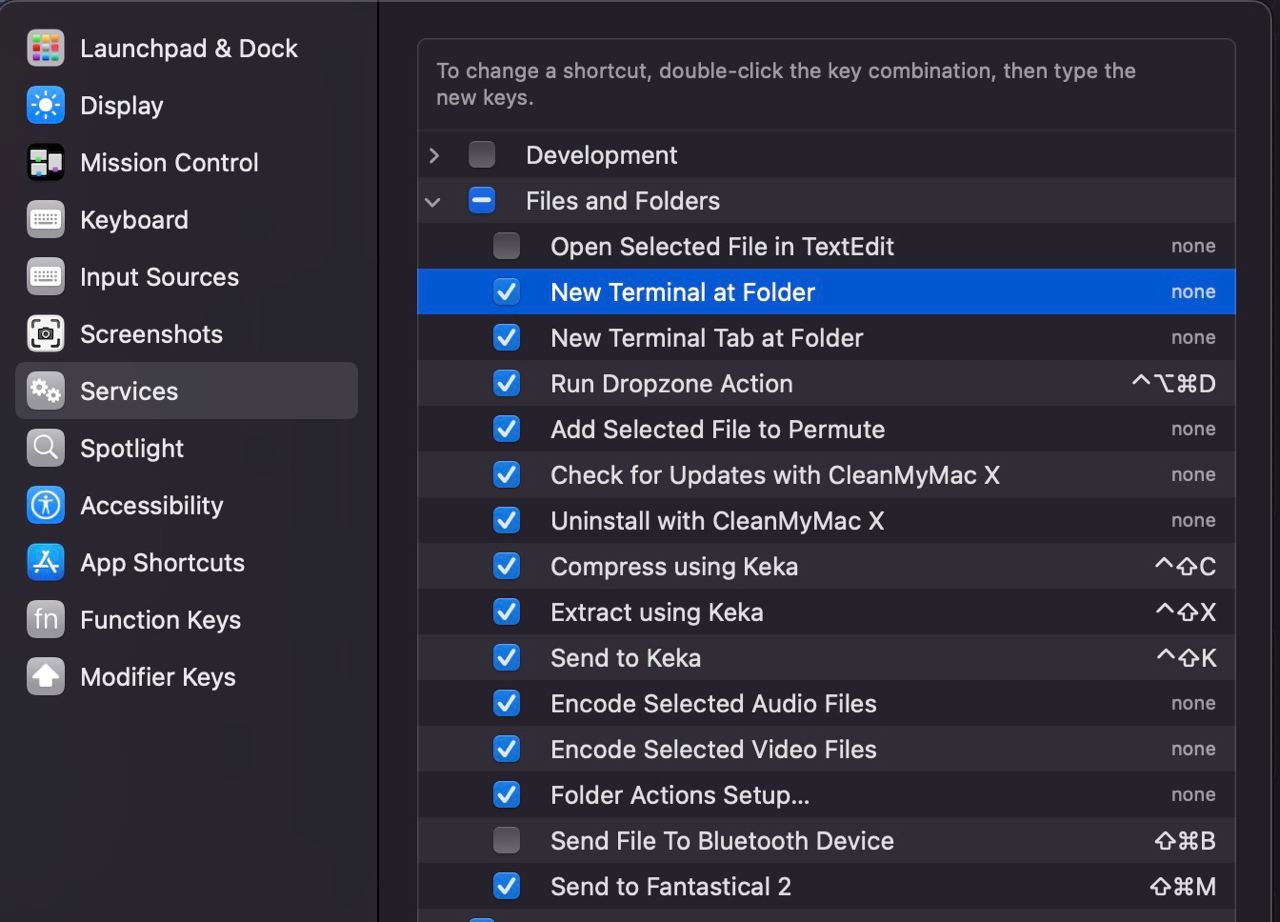 Launchpad & Dock
Display
Mission Control
Keyboard
Input Sources
Screenshots
Services
Spotlight
Accessibility
App Shortcuts
fn Function Keys
Modifier Keys
To change a shortcut, double-click the key combination, then type the
new keys.
Development
Files and Folders
Open Selected File in TextEdit none
New Terminal at Folder none
New Terminal Tab at Folder none
Run Dropzone Action ^⌥⌘D
Add Selected File to Permute none
Check for Updates with CleanMyMac X none
Uninstall with CleanMyMac X none
Compress using Keka ^⇧C
Extract using Keka ^⇧X
Send to Keka ^⇧K
Encode Selected Audio Files none
Encode Selected Video Files none
Folder Actions Setup... none
Send File To Bluetooth Device ⇧⌘B
Send to Fantastical 2 ⇧⌘M